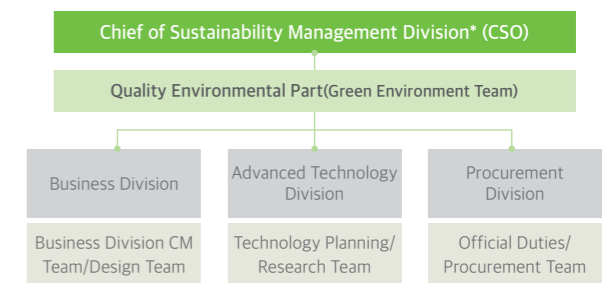 Chief of Sustainability Management Division* (CSO)
Quality Environmental Part(Green Environment Team)
Business Division
Advanced Technology
Division
Procurement
Division
Business Division CM
Team/Design Team
Technology Planning/
Research Team
Official Duties/
Procurement Team